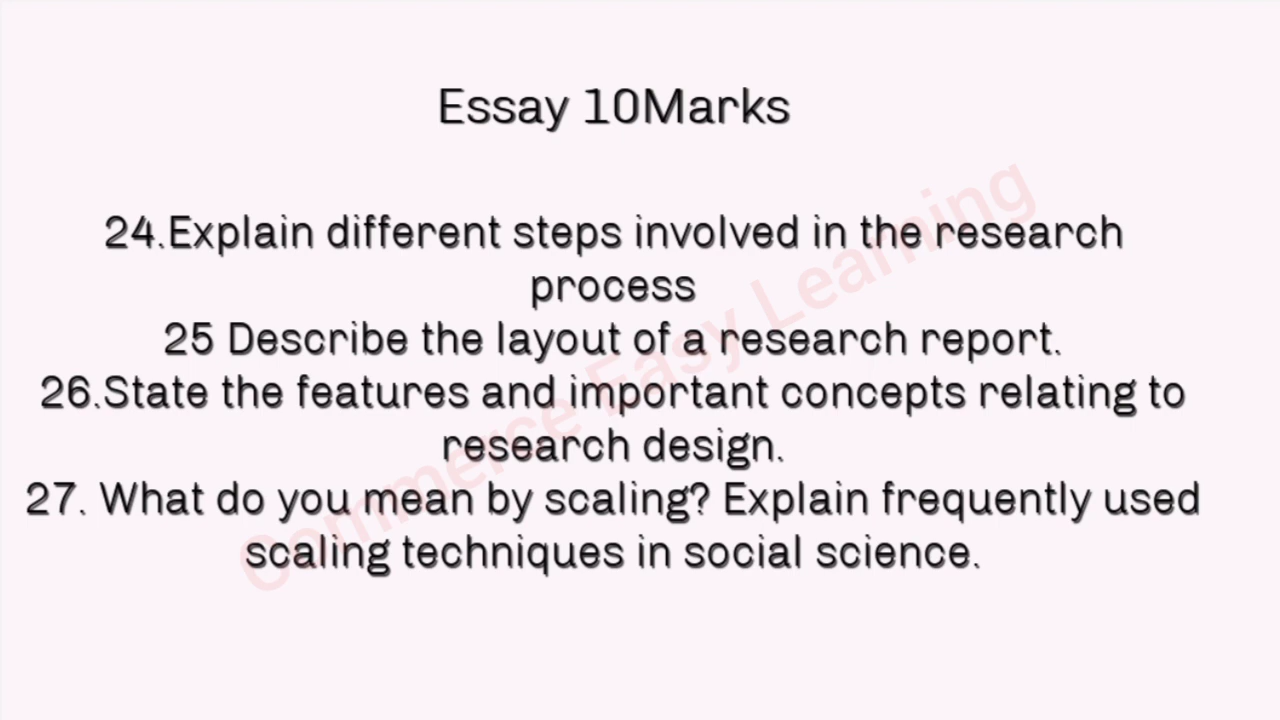 Essay 10Marks
24.Explain different steps involved in the research
process
25 Describe the layout of a research report.
26.State the features and important concepts relating to
research design.
27. What do you mean by scaling? Explain frequently used
scaling techniques in social science.
Commerce Easy Learning